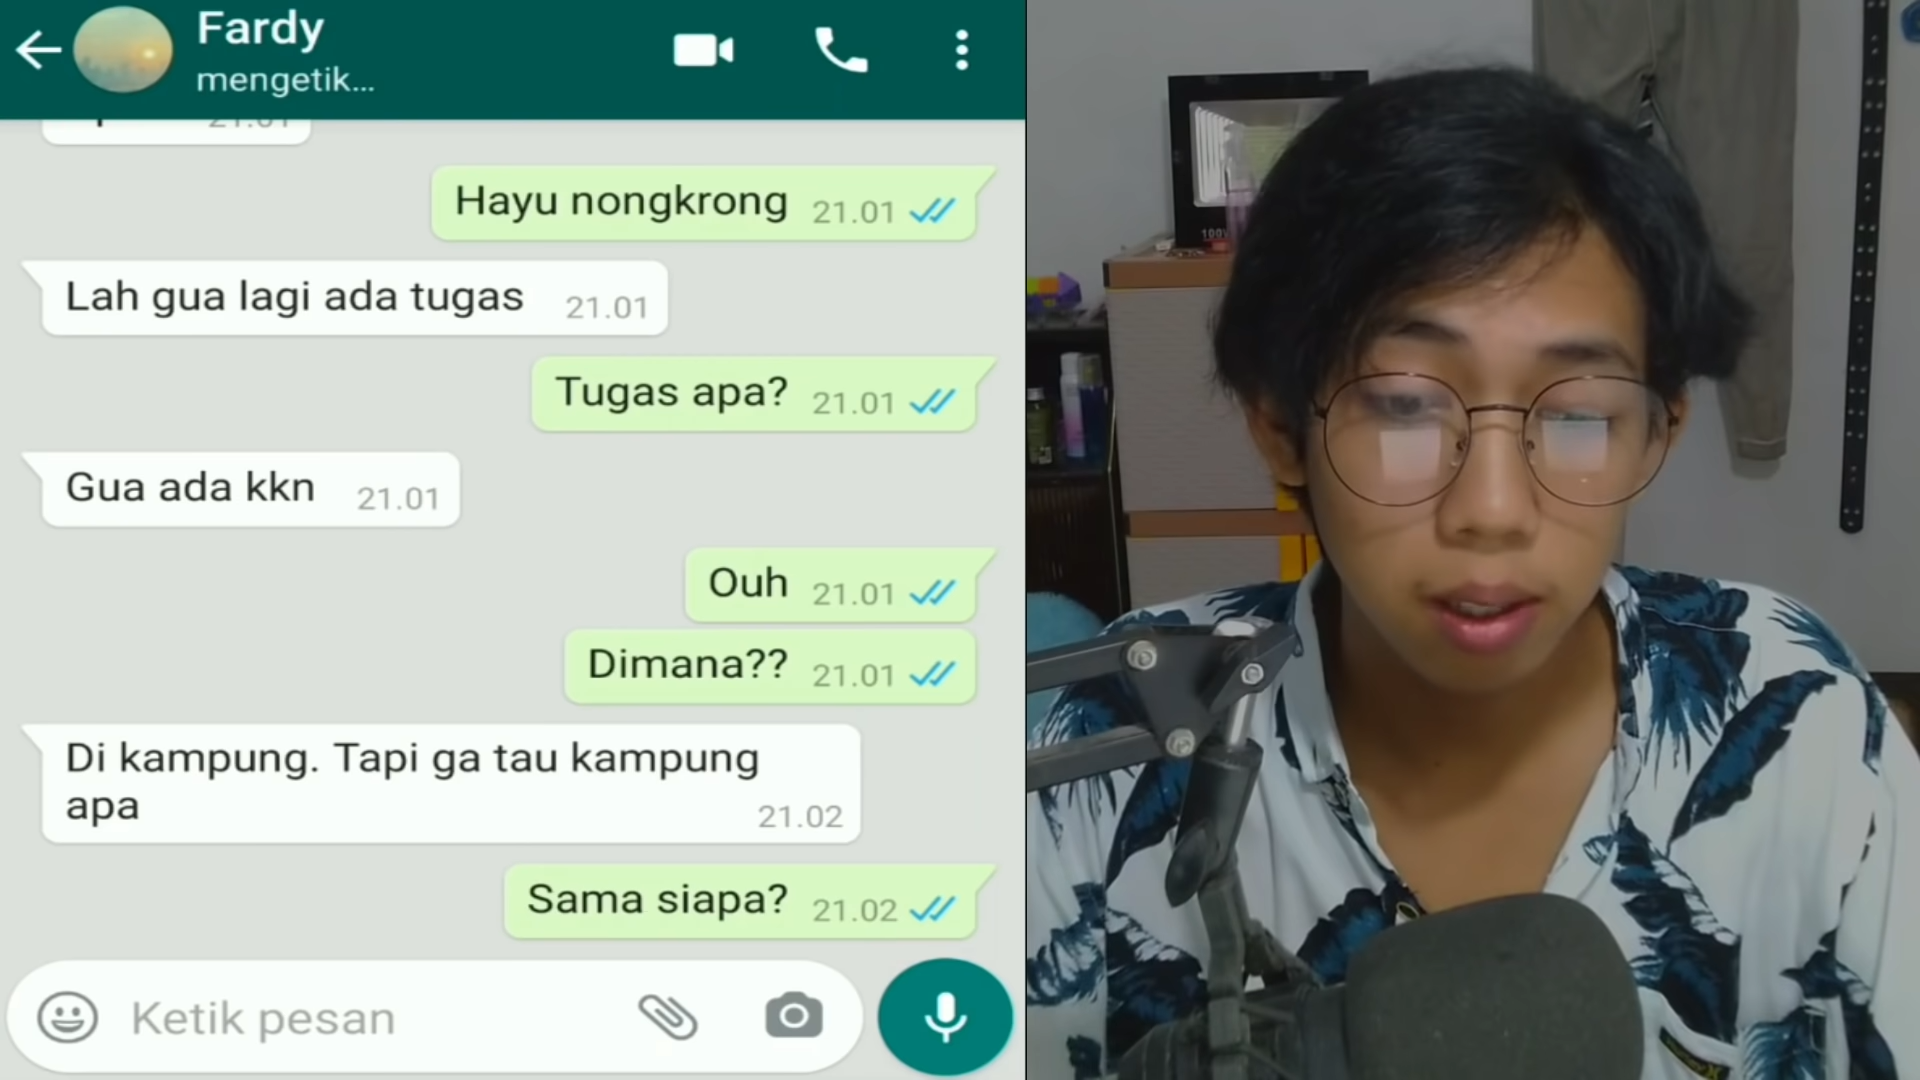 Fardy
mengetik...
21.01
Hayu nongkrong 21.01
Lah gua lagi ada tugas 21.01
Tugas apa? 21.01
Gua ada kkn 21.01
Ouh 21.01
Dimana?? 21.01
Di kampung. Tapi ga tau kampung
apa 21.02
Sama siapa? 21.02
Ketik pesan